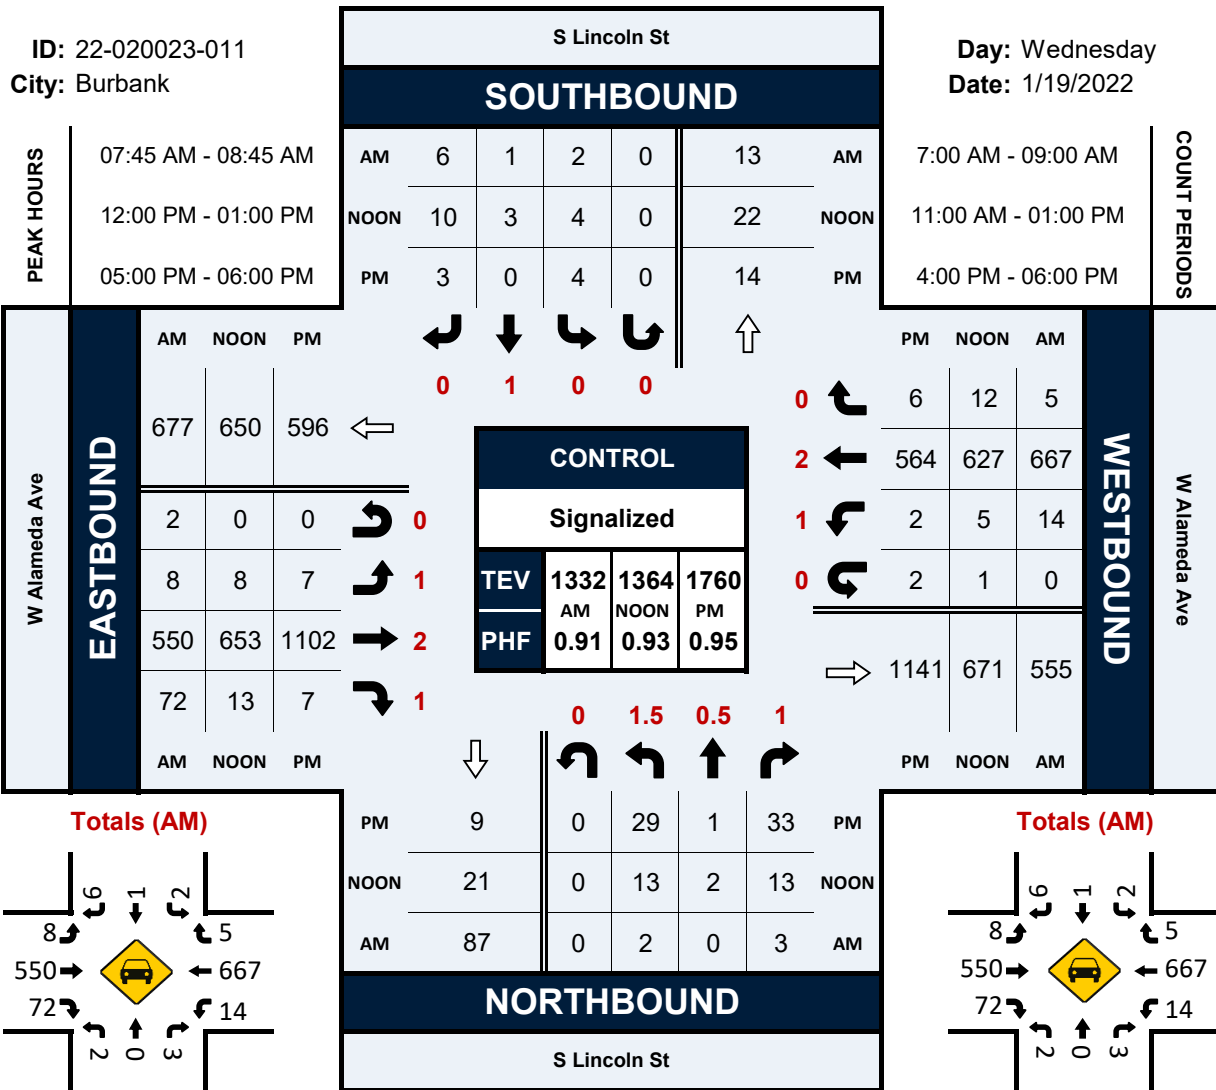 S Lincoln St
ID: 22-020023-011
City: Burbank
Day: Wednesday
Date: 1/19/2022
SOUTHBOUND
PEAK HOURS
07:45 AM - 08:45 AM
12:00 PM - 01:00 PM
05:00 PM - 06:00 PM
AM 6 1 2 0 13 AM
NOON 10 3 4 0 22 NOON
PM 3 0 4 0 14 PM
7:00 AM - 09:00 AM
11:00 AM - 01:00 PM
4:00 PM - 06:00 PM
COUNT PERIODS
0 1 0 0
W Alameda Ave
EASTBOUND
AM NOON PM
677 650 596
2 0 0 0
8 8 7 1
550 653 1102 2
72 13 7 1
AM NOON PM
CONTROL
Signalized
TEV 1332 1364 1760
AM NOON PM
PHF 0.91 0.93 0.95
PM NOON AM
0 6 12 5
2 564 627 667
1 2 5 14
0 2 1 0
1141 671 555
PM NOON AM
WESTBOUND
W Alameda Ave
0 1.5 0.5 1
PM 9 0 29 1 33 PM
NOON 21 0 13 2 13 NOON
AM 87 0 2 0 3 AM
NORTHBOUND
S Lincoln St
Totals (AM)
6 1 2
8 5
550 667
72 14
2 0 3
Totals (AM)
6 1 2
8 5
550 667
72 14
2 0 3